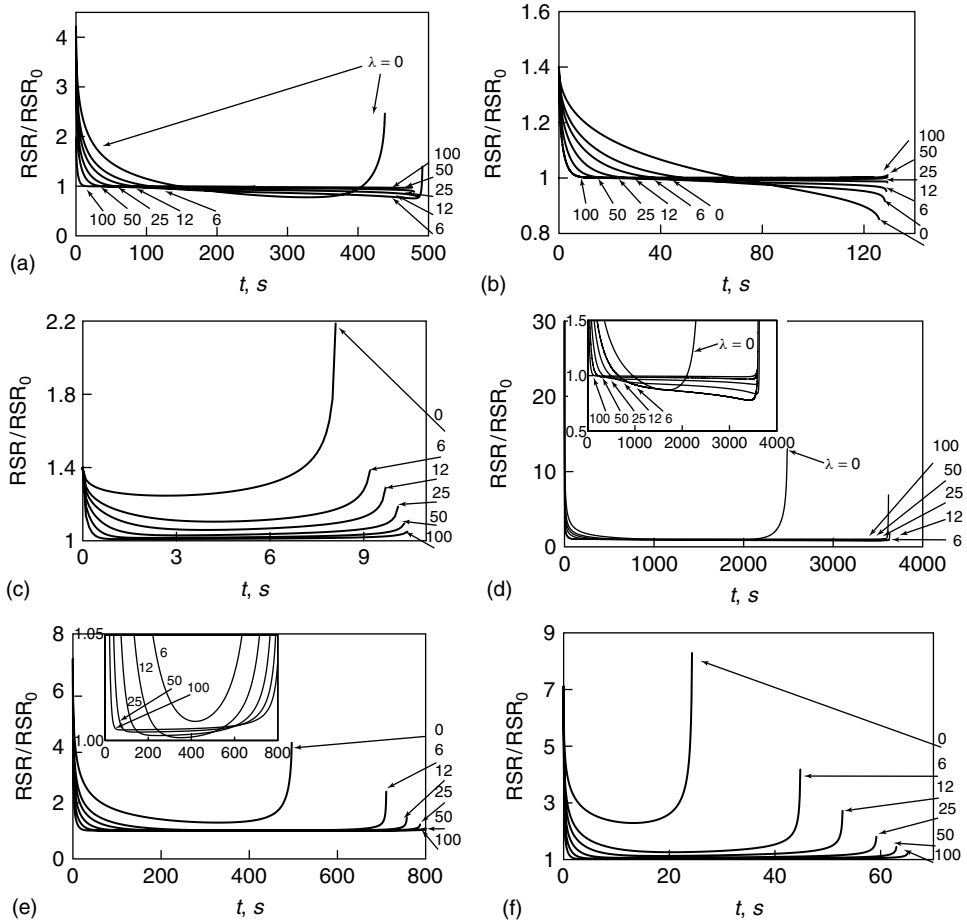 RSR/RSR0
4
3
2
1
0
λ = 0
100
50
25
12
6
100 50 25 12 6
0 100 200 300 400 500
t, s
(a)
RSR/RSR0
1.6
1.4
1.2
1
0.8
100
50
25
12
6
0
100 50 25 12 6 0
0 40 80 120
t, s
(b)
RSR/RSR0
2.2
1.8
1.4
1
0
6
12
25
50
100
0 3 6 9
t, s
(c)
RSR/RSR0
30
20
10
0
1.5
1.0
0.5
λ = 0
100 50 25 12 6
0 1000 2000 3000 4000
λ = 0
100
50
25
12
6
0 1000 2000 3000 4000
t, s
(d)
RSR/RSR0
8
6
4
2
0
1.05
1.00
6
12
50
25
100
0 200 400 600 800
0
6
12
25
50
100
0 200 400 600 800
t, s
(e)
RSR/RSR0
9
7
5
3
1
0
6
12
25
50
100
0 20 40 60
t, s
(f)